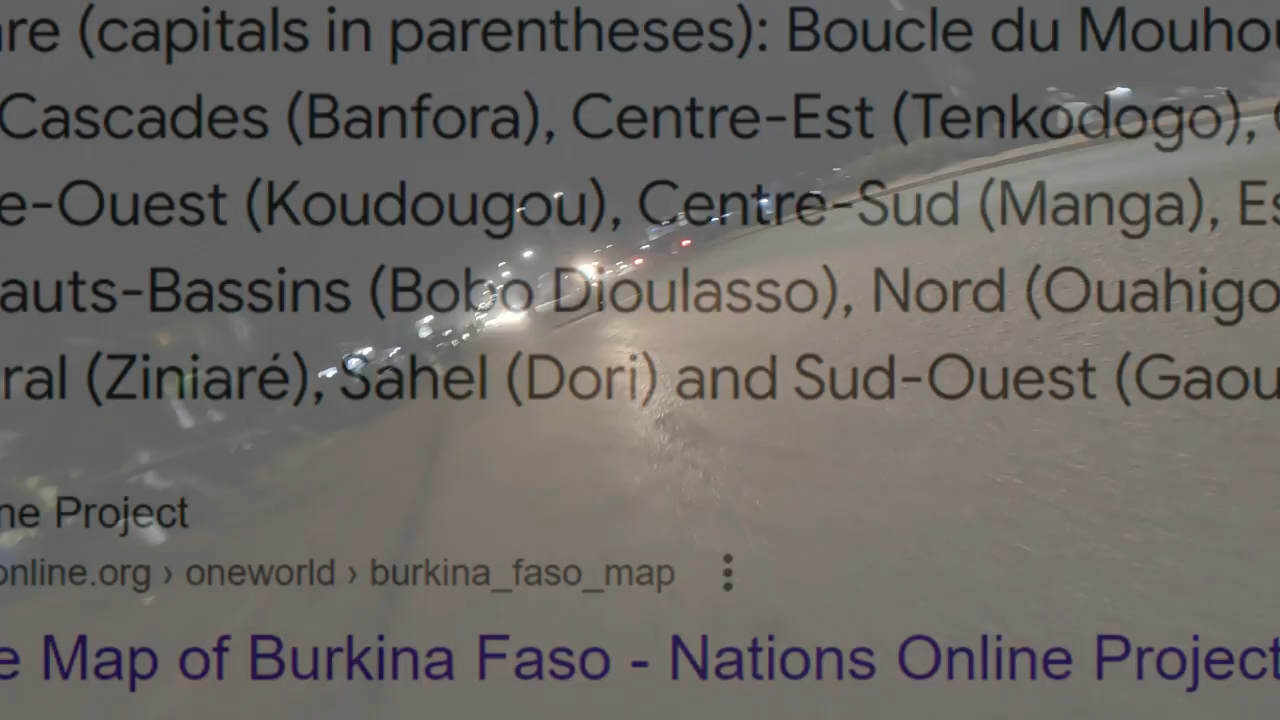 re (capitals in parentheses): Boucle du Mouhou
Cascades (Banfora), Centre-Est (Tenkodogo),
e-Ouest (Koudougou), Centre-Sud (Manga), Es
auts-Bassins (Bobo Dioulasso), Nord (Ouahigo
ral (Ziniaré), Sahel (Dori) and Sud-Ouest (Gaou
ne Project
online.org › oneworld › burkina_faso_map
e Map of Burkina Faso - Nations Online Project